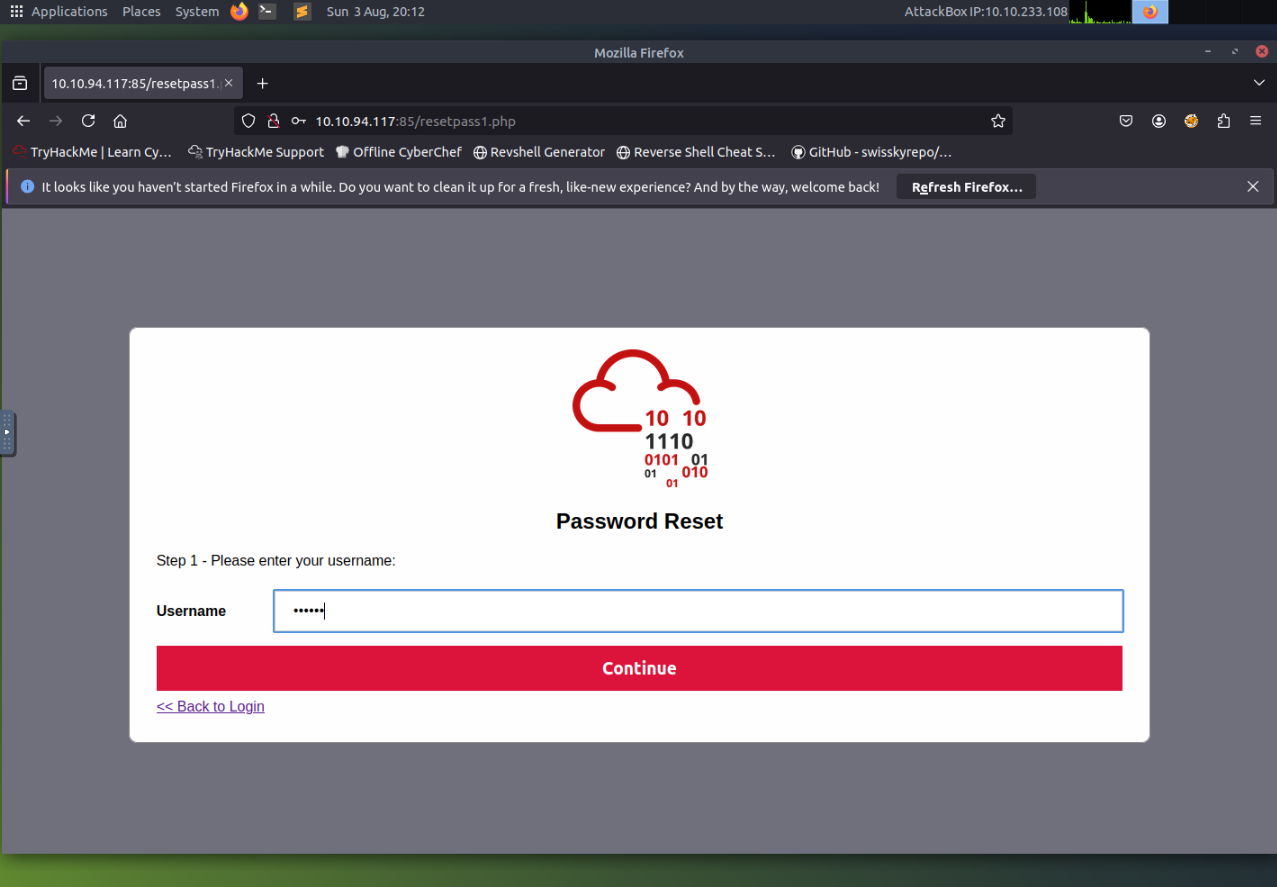 Applications Places System Sun 3 Aug, 20:12 AttackBox IP:10.10.233.108
Mozilla Firefox
10.10.94.117:85/resetpass1.
10.10.94.117:85/resetpass1.php
TryHackMe | Learn Cy… TryHackMe Support Offline CyberChef Revshell Generator Reverse Shell Cheat S… GitHub - swisskyrepo/…
It looks like you haven't started Firefox in a while. Do you want to clean it up for a fresh, like-new experience? And by the way, welcome back! Refresh Firefox…
10 10
1110
0101 01
01 010
01
Password Reset
Step 1 - Please enter your username:
Username ••••••
Continue
<< Back to Login